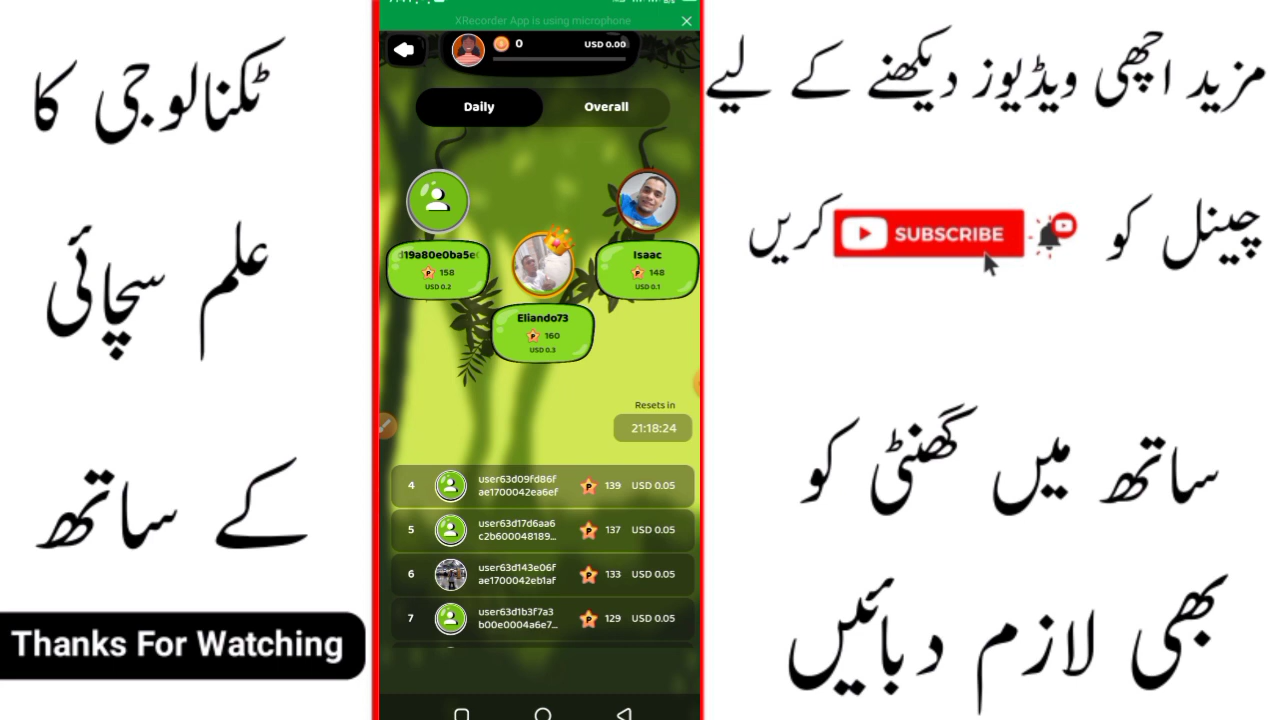 ٹکنالوجی کا
علم سچائی
کے ساتھ
Thanks For Watching
XRecorder App is using microphone
0
USD 0.00
Daily
Overall
158
USD 0.2
Isaac
148
USD 0.1
Eliando73
160
USD 0.3
Resets in
21:18:24
4 user63d09fd86f P 139 USD 0.05
ae1700042ea6ef
5 user63d17d6aa6 P 137 USD 0.05
c2b600048189...
6 user63d143e06f P 133 USD 0.05
ae1700042eb1af
7 user63d1b3f7a3 P 129 USD 0.05
b00e0004a6e7...
مزید اچھی ویڈیوز دیکھنے کے لیے
چینل کو SUBSCRIBE کریں
ساتھ میں گھنٹی کو
بھی لازم دبائیں